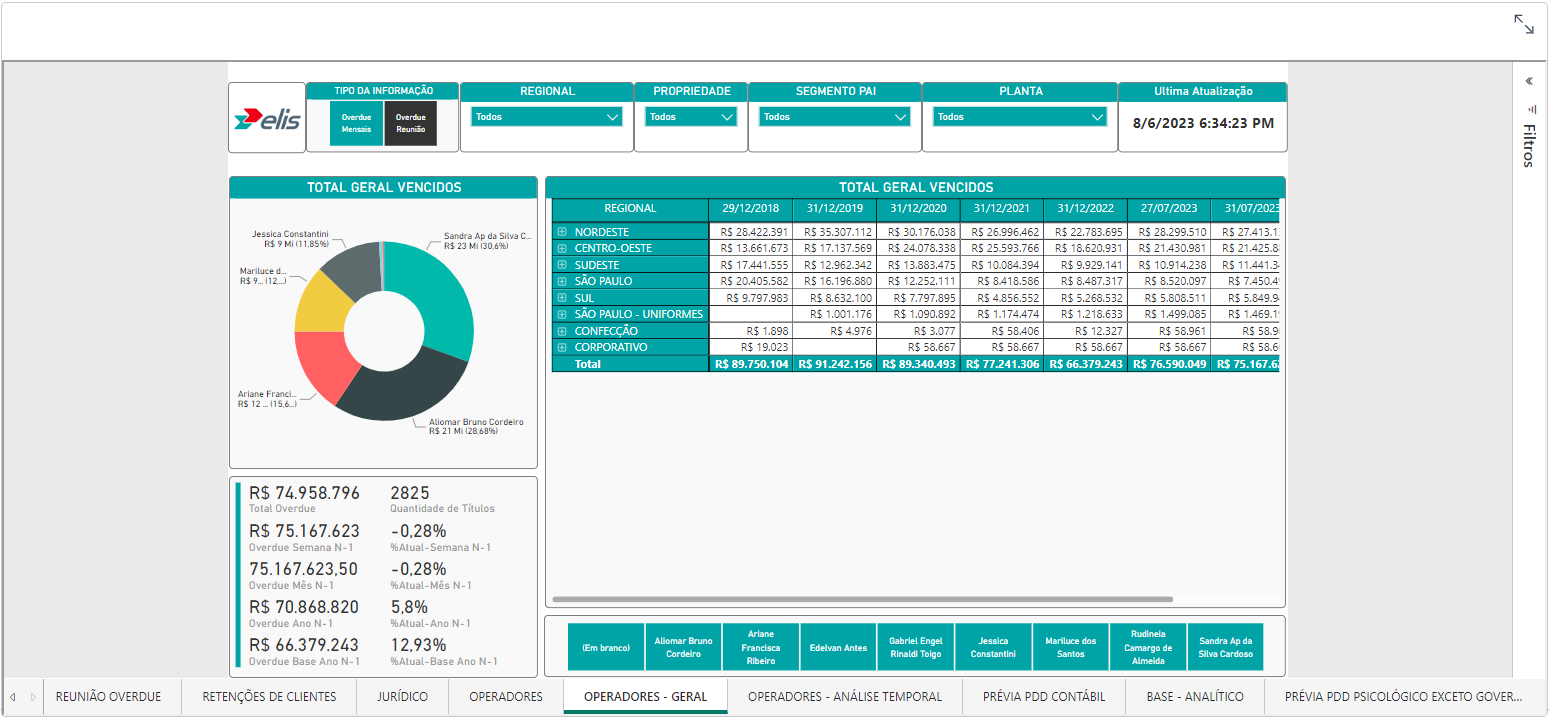 elis
TIPO DA INFORMAÇÃO
Overdue
Mensais
Overdue
Reunião
REGIONAL
Todos
PROPRIEDADE
Todos
SEGMENTO PAI
Todos
PLANTA
Todos
Ultima Atualização
8/6/2023 6:34:23 PM
Filtros
TOTAL GERAL VENCIDOS
Jessica Constantini
R$ 9 Mi (11,85%)
Sandra Ap da Silva C...
R$ 23 Mi (30,6%)
Mariluce d...
R$ 9... (12...)
Ariane Franci...
R$ 12 ... (15,6...)
Aliomar Bruno Cordeiro
R$ 21 Mi (28,68%)
TOTAL GERAL VENCIDOS
REGIONAL 29/12/2018 31/12/2019 31/12/2020 31/12/2021 31/12/2022 27/07/2023 31/07/2023
NORDESTE R$ 28.422.391 R$ 35.307.112 R$ 30.176.038 R$ 26.996.462 R$ 22.783.695 R$ 28.299.510 R$ 27.413.1
CENTRO-OESTE R$ 13.661.673 R$ 17.137.569 R$ 24.078.338 R$ 25.593.766 R$ 18.620.931 R$ 21.430.981 R$ 21.425.8
SUDESTE R$ 17.441.555 R$ 12.962.342 R$ 13.883.475 R$ 10.084.394 R$ 9.929.141 R$ 10.914.238 R$ 11.441.3
SÃO PAULO R$ 20.405.582 R$ 16.196.880 R$ 12.252.111 R$ 8.418.586 R$ 8.487.317 R$ 8.520.097 R$ 7.450.4
SUL R$ 9.797.983 R$ 8.632.100 R$ 7.797.895 R$ 4.856.552 R$ 5.268.532 R$ 5.808.511 R$ 5.849.9
SÃO PAULO - UNIFORMES R$ 1.001.176 R$ 1.090.892 R$ 1.174.474 R$ 1.218.633 R$ 1.499.085 R$ 1.469.1
CONFECÇÃO R$ 1.898 R$ 4.976 R$ 3.077 R$ 58.406 R$ 12.327 R$ 58.961 R$ 58.9
CORPORATIVO R$ 19.023 R$ 58.667 R$ 58.667 R$ 58.667 R$ 58.667 R$ 58.6
Total R$ 89.750.104 R$ 91.242.156 R$ 89.340.493 R$ 77.241.306 R$ 66.379.243 R$ 76.590.049 R$ 75.167.6
R$ 74.958.796 2825
Total Overdue Quantidade de Títulos
R$ 75.167.623 -0,28%
Overdue Semana N-1 %Atual-Semana N-1
75.167.623,50 -0,28%
Overdue Mês N-1 %Atual-Mês N-1
R$ 70.868.820 5,8%
Overdue Ano N-1 %Atual-Ano N-1
R$ 66.379.243 12,93%
Overdue Base Ano N-1 %Atual-Base Ano N-1
(Em branco)
Aliomar Bruno
Cordeiro
Ariane
Francisca
Ribeiro
Edelvan Antes
Gabriel Engel
Rinaldi Toigo
Jessica
Constantini
Mariluce dos
Santos
Rudineia
Camargo de
Almeida
Sandra Ap da
Silva Cardoso
REUNIÃO OVERDUE RETENÇÕES DE CLIENTES JURÍDICO OPERADORES OPERADORES - GERAL OPERADORES - ANÁLISE TEMPORAL PRÉVIA PDD CONTÁBIL BASE - ANALÍTICO PRÉVIA PDD PSICOLÓGICO EXCETO GOVER...